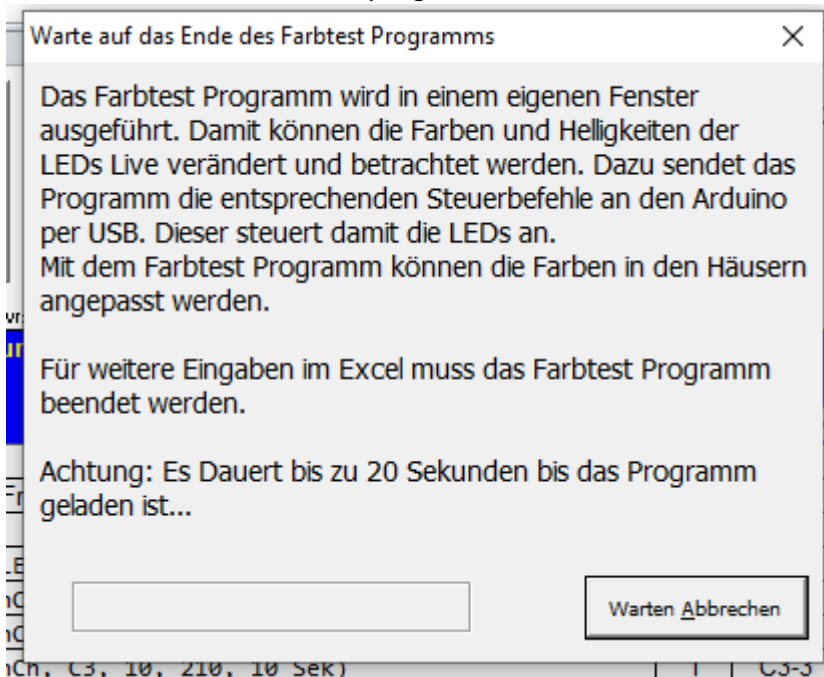 Warte auf das Ende des Farbtest Programms
Das Farbtest Programm wird in einem eigenen Fenster
ausgeführt. Damit können die Farben und Helligkeiten der
LEDs Live verändert und betrachtet werden. Dazu sendet das
Programm die entsprechenden Steuerbefehle an den Arduino
per USB. Dieser steuert damit die LEDs an.
Mit dem Farbtest Programm können die Farben in den Häusern
angepasst werden.
Für weitere Eingaben im Excel muss das Farbtest Programm
beendet werden.
Achtung: Es Dauert bis zu 20 Sekunden bis das Programm
geladen ist...
Warten Abbrechen
nCh, C3, 10, 210, 10 Sek) 1 C3-3